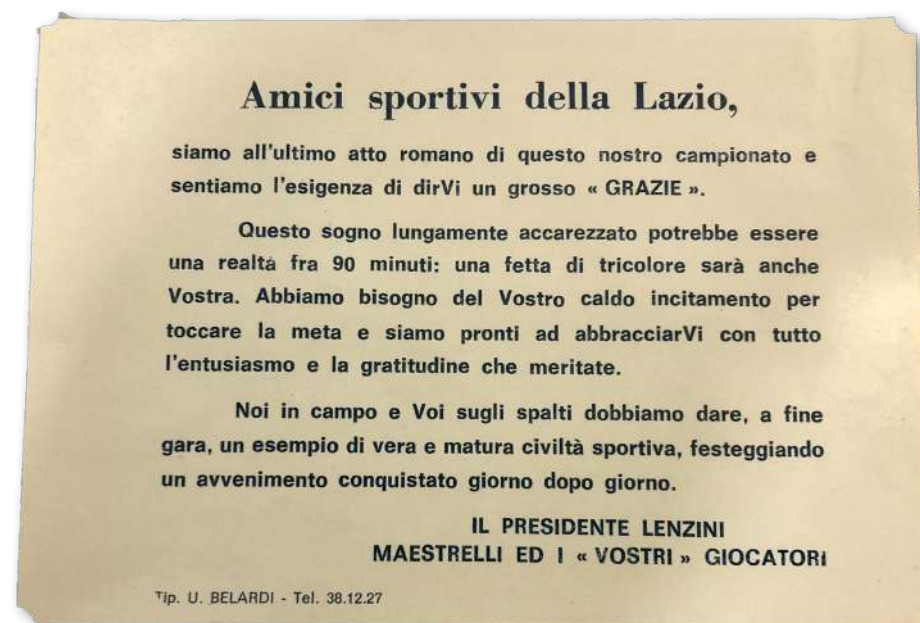 Amici sportivi della Lazio,
siamo all'ultimo atto romano di questo nostro campionato e
sentiamo l'esigenza di dirVi un grosso « GRAZIE ».
Questo sogno lungamente accarezzato potrebbe essere
una realtà fra 90 minuti: una fetta di tricolore sarà anche
Vostra. Abbiamo bisogno del Vostro caldo incitamento per
toccare la meta e siamo pronti ad abbracciarVi con tutto
l'entusiasmo e la gratitudine che meritate.
Noi in campo e Voi sugli spalti dobbiamo dare, a fine
gara, un esempio di vera e matura civiltà sportiva, festeggiando
un avvenimento conquistato giorno dopo giorno.
IL PRESIDENTE LENZINI
MAESTRELLI ED I « VOSTRI » GIOCATORI
Tip. U. BELARDI - Tel. 38.12.27